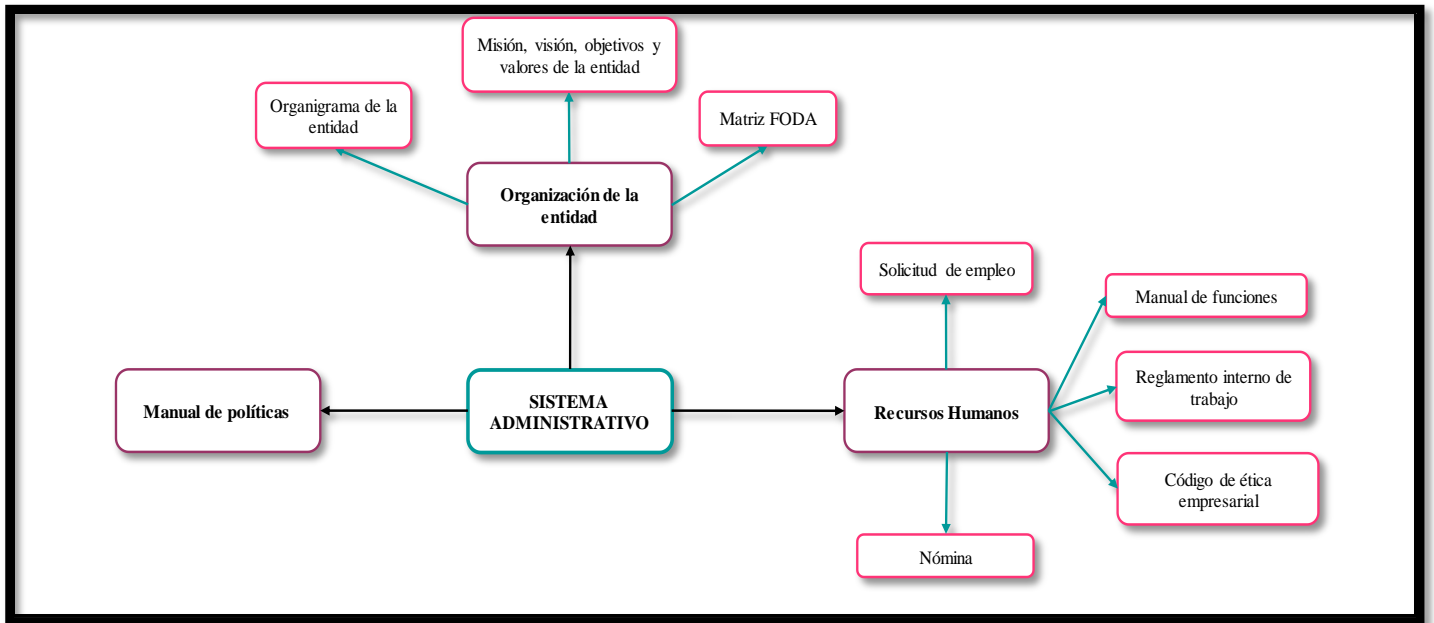 Misión, visión, objetivos y
valores de la entidad
Organigrama de la
entidad
Matriz FODA
Organización de la
entidad
Solicitud de empleo
Manual de funciones
Manual de políticas
SISTEMA
ADMINISTRATIVO
Recursos Humanos
Reglamento interno de
trabajo
Código de ética
empresarial
Nómina